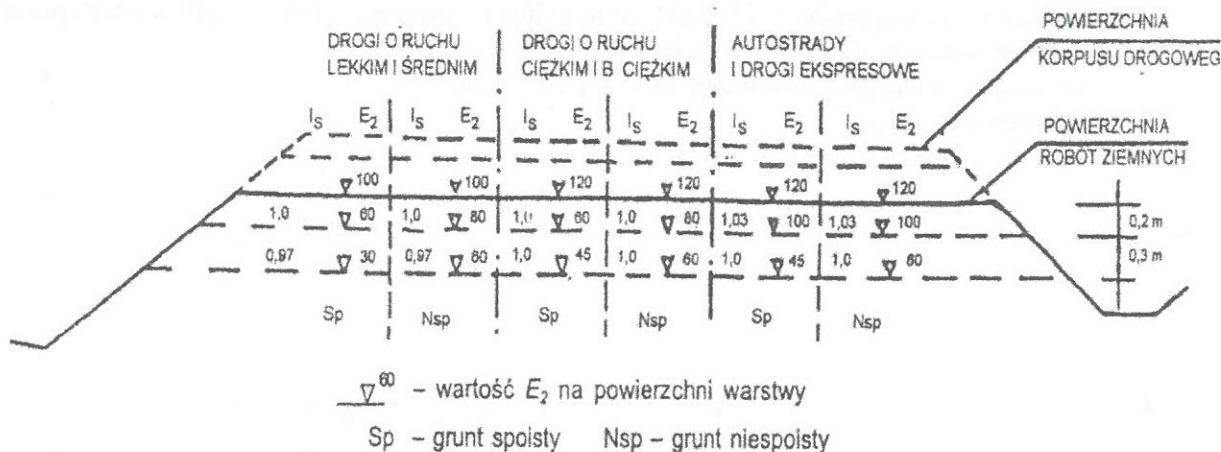 DROGI O RUCHU
LEKKIM I ŚREDNIM
DROGI O RUCHU
CIĘŻKIM I B CIĘŻKIM
AUTOSTRADY
I DROGI EKSPRESOWE
POWIERZCHNIA
KORPUSU DROGOWEG
POWIERZCHNIA
ROBÓT ZIEMNYCH
I_S E_2 I_S E_2 I_S E_2 I_S E_2 I_S E_2 I_S E_2
100 100 120 120 120 120
1,0 60 1,0 80 1,0 60 1,0 80 1,03 100 1,03 100 0,2 m
0,97 30 0,97 60 1,0 45 1,0 60 1,0 45 1,0 60 0,3 m
Sp Nsp Sp Nsp Sp Nsp
60 – wartość E_2 na powierzchni warstwy
Sp – grunt spoisty Nsp – grunt niespoisty